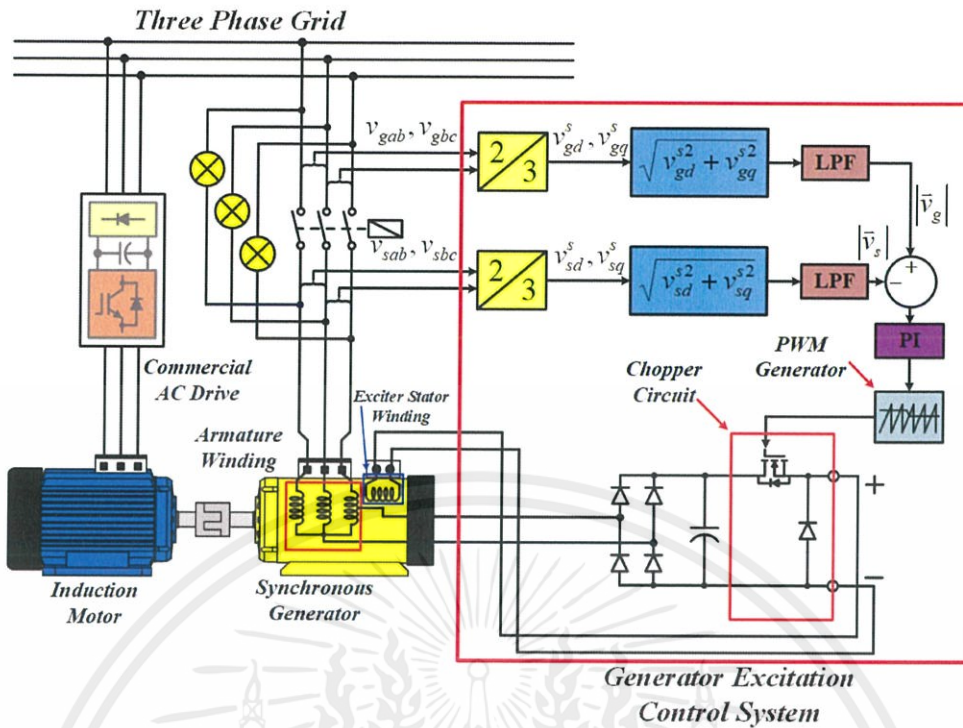 Three Phase Grid
v_gab, v_gbc
2/3
v^s_gd, v^s_gq
√(v^s2_gd + v^s2_gq)
LPF
|v̄_g|
v_sab, v_sbc
2/3
v^s_sd, v^s_sq
√(v^s2_sd + v^s2_sq)
LPF
|v̄_s|
+
−
PI
PWM
Generator
Chopper
Circuit
Commercial
AC Drive
Exciter Stator
Winding
Armature
Winding
+
−
Induction
Motor
Synchronous
Generator
Generator Excitation
Control System